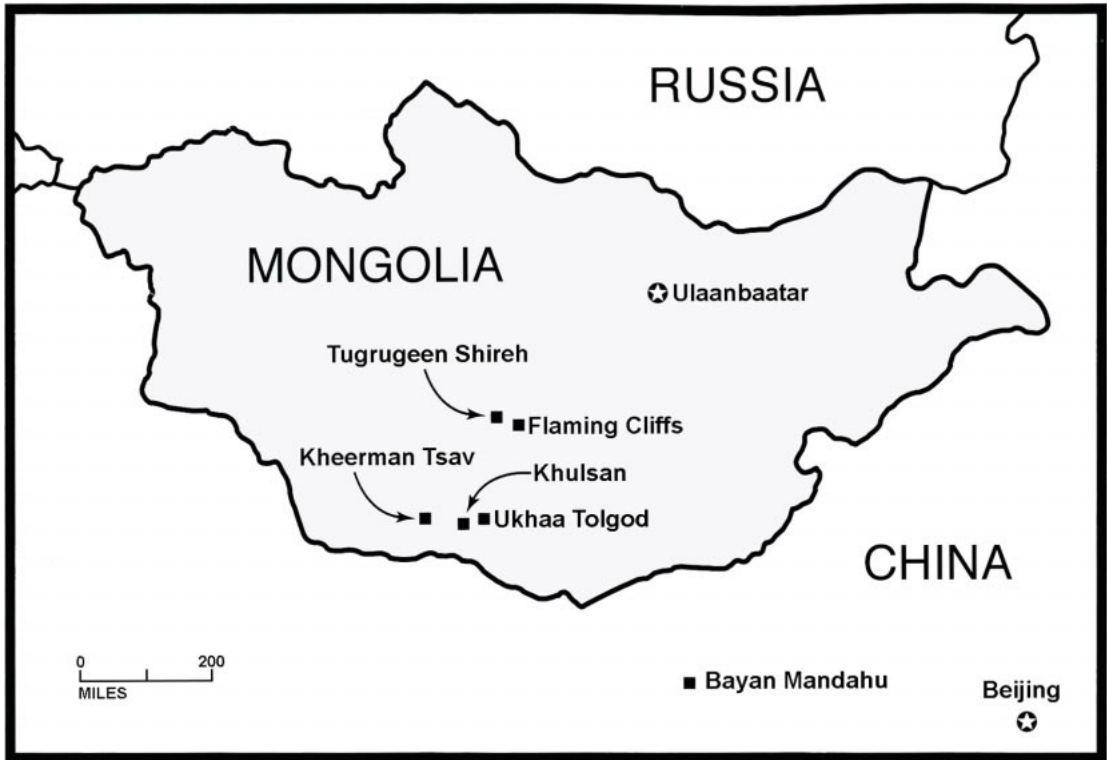 RUSSIA
MONGOLIA
Ulaanbaatar
Tugrugeen Shireh
Flaming Cliffs
Kheerman Tsav
Khulsan
Ukhaa Tolgod
CHINA
0 200
MILES
Bayan Mandahu
Beijing